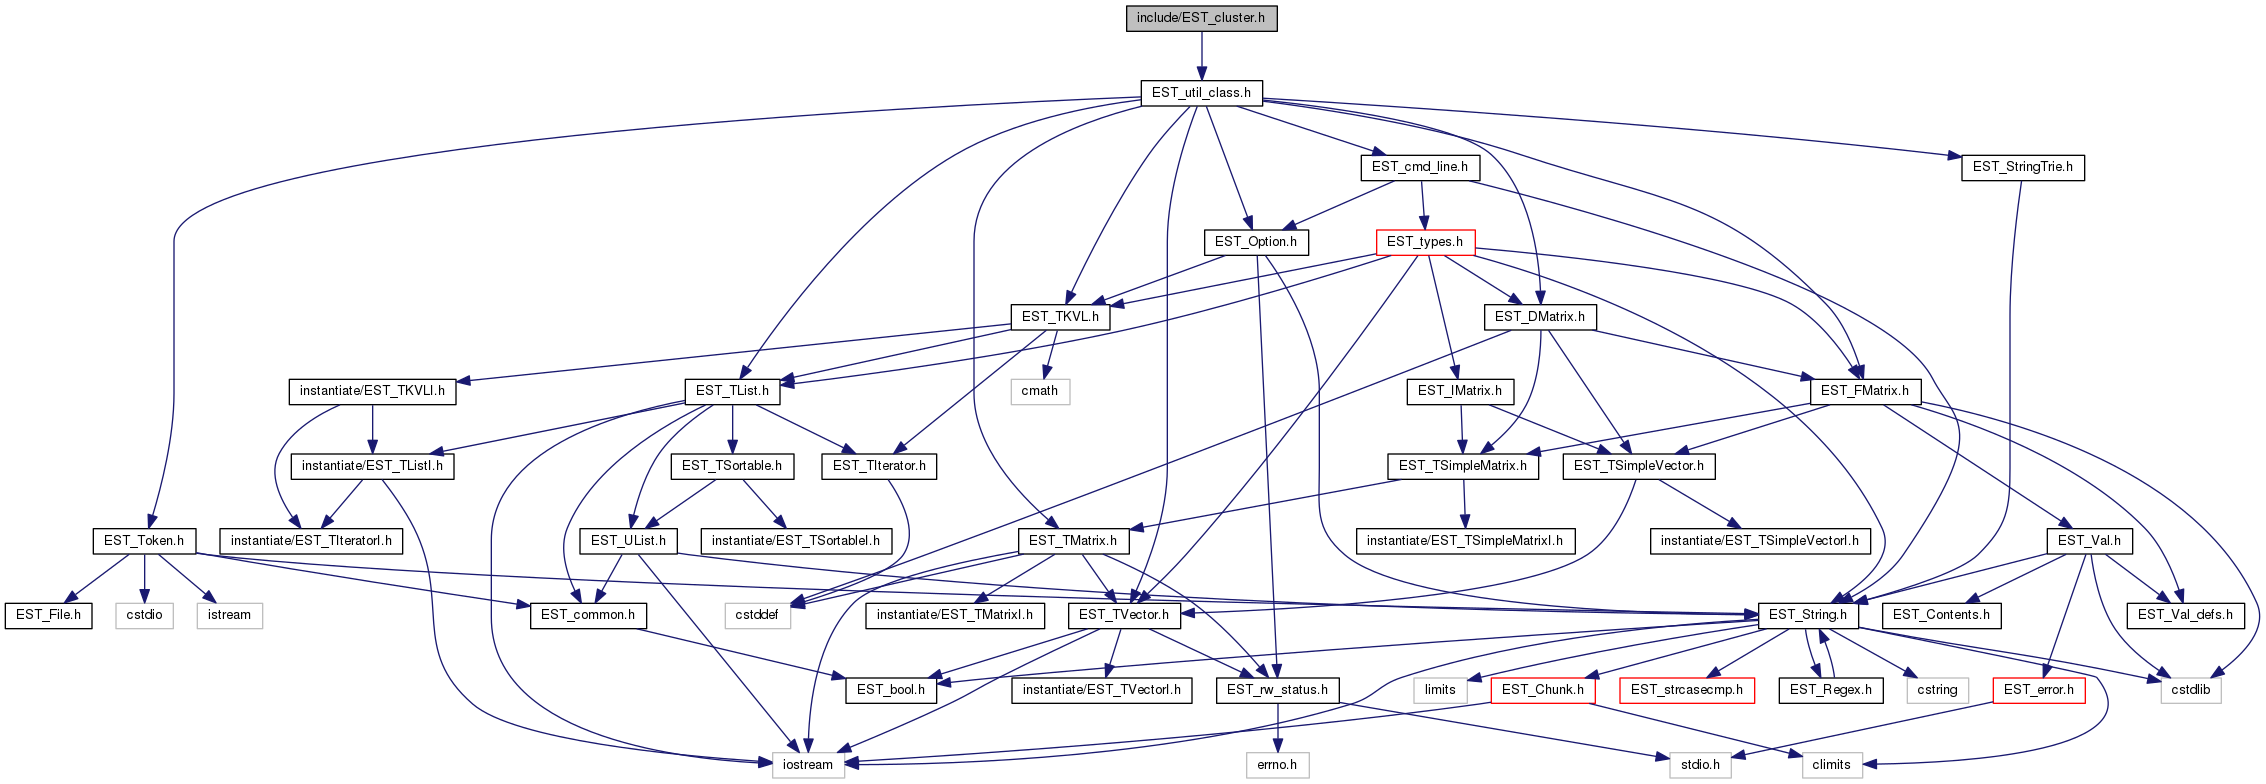 include/EST_cluster.h
EST_util_class.h
EST_cmd_line.h
EST_StringTrie.h
EST_Option.h
EST_types.h
EST_TKVL.h
EST_DMatrix.h
instantiate/EST_TKVLI.h
EST_TList.h
cmath
EST_IMatrix.h
EST_FMatrix.h
instantiate/EST_TListI.h
EST_TSortable.h
EST_TIterator.h
EST_TSimpleMatrix.h
EST_TSimpleVector.h
EST_Token.h
instantiate/EST_TIteratorI.h
EST_UList.h
instantiate/EST_TSortableI.h
EST_TMatrix.h
instantiate/EST_TSimpleMatrixI.h
instantiate/EST_TSimpleVectorI.h
EST_Val.h
EST_File.h
cstdio
istream
EST_common.h
cstddef
instantiate/EST_TMatrixI.h
EST_TVector.h
EST_String.h
EST_Contents.h
EST_Val_defs.h
EST_bool.h
instantiate/EST_TVectorI.h
EST_rw_status.h
limits
EST_Chunk.h
EST_strcasecmp.h
EST_Regex.h
cstring
EST_error.h
cstdlib
iostream
errno.h
stdio.h
climits